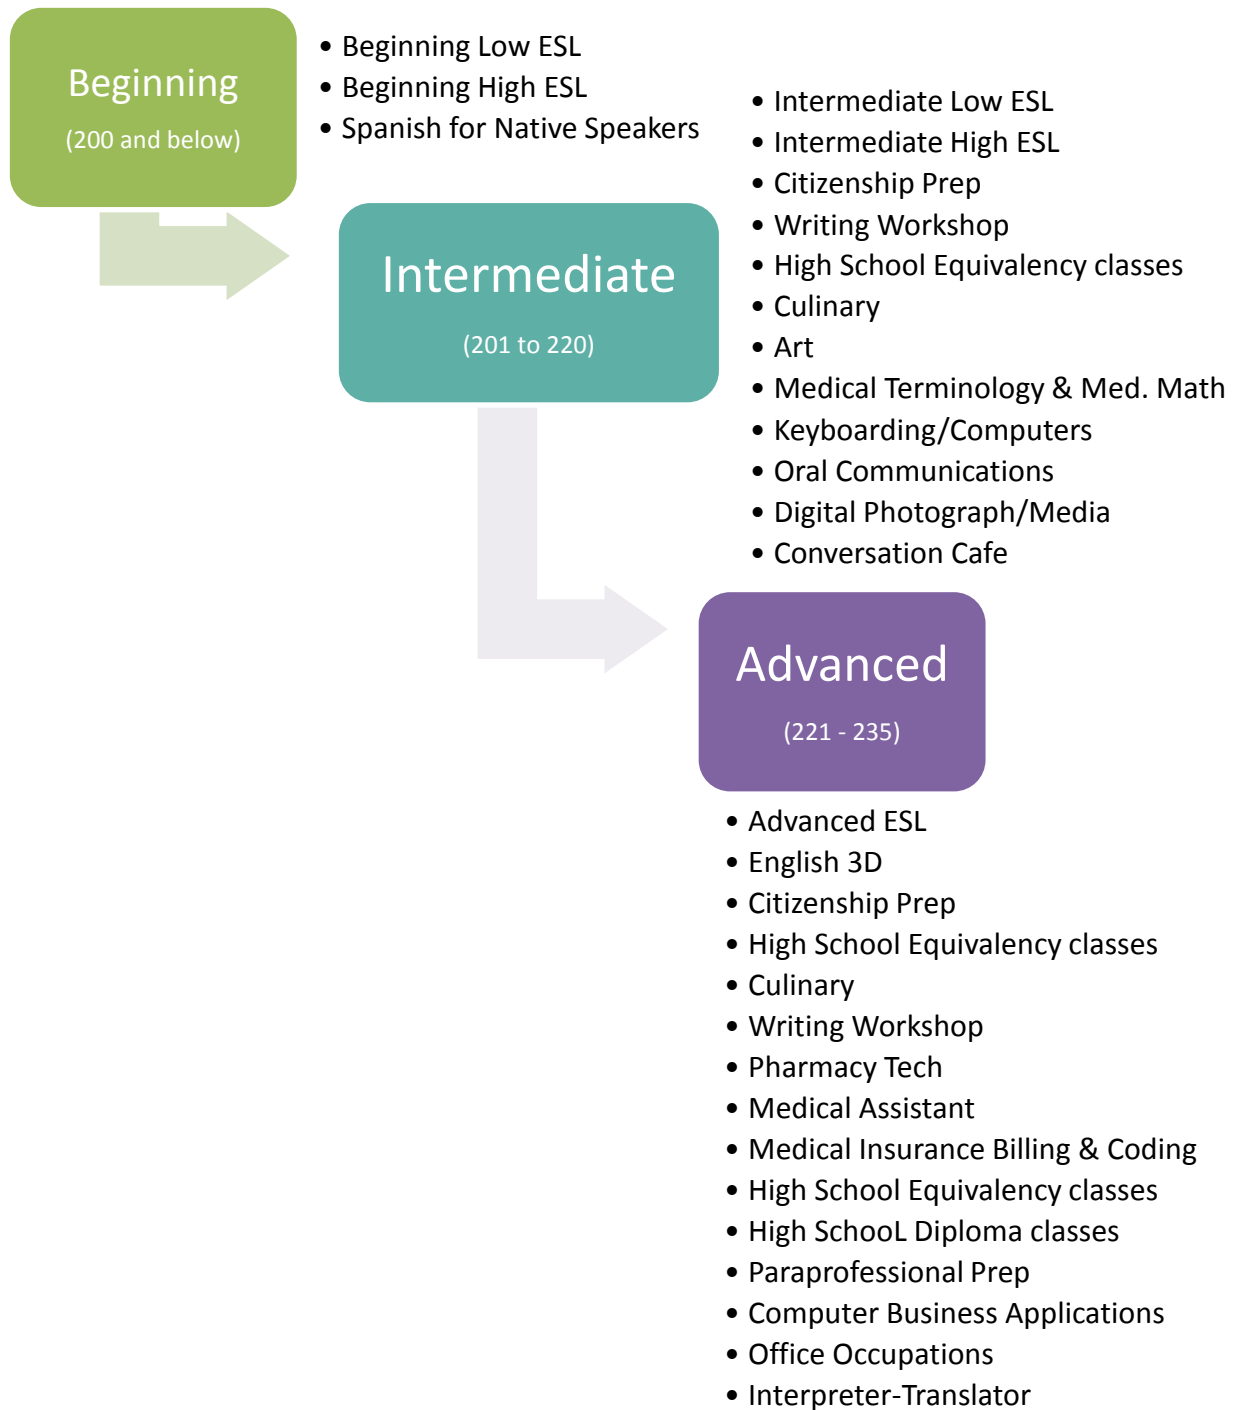 Beginning
(200 and below)
• Beginning Low ESL
• Beginning High ESL
• Spanish for Native Speakers
Intermediate
(201 to 220)
• Intermediate Low ESL
• Intermediate High ESL
• Citizenship Prep
• Writing Workshop
• High School Equivalency classes
• Culinary
• Art
• Medical Terminology & Med. Math
• Keyboarding/Computers
• Oral Communications
• Digital Photograph/Media
• Conversation Cafe
Advanced
(221 - 235)
• Advanced ESL
• English 3D
• Citizenship Prep
• High School Equivalency classes
• Culinary
• Writing Workshop
• Pharmacy Tech
• Medical Assistant
• Medical Insurance Billing & Coding
• High School Equivalency classes
• High SchooL Diploma classes
• Paraprofessional Prep
• Computer Business Applications
• Office Occupations
• Interpreter-Translator